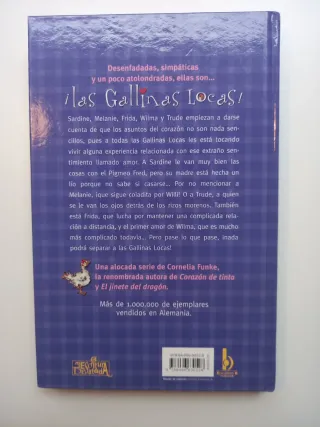 Desenfadadas, simpáticas
y un poco atolondradas, ellas son...
¡las Gallinas Locas!
Sardine, Melanie, Frida, Wilma y Trude empiezan a darse
cuenta de que los asuntos del corazón no son nada sen-
cillos, pues a todas las Gallinas Locas les está tocando
vivir alguna experiencia relacionada con ese extraño sen-
timiento llamado amor. A Sardine le van muy bien las
cosas con el Pigmeo Fred, pero su madre está hecha un
lío porque no sabe si casarse... Por no mencionar a
Melanie, ¡que sigue colada por Willi! O a Trude, a quien
se le van los ojos detrás de los rizos morenos. También
está Frida, que lucha por mantener una complicada rela-
ción a distancia, y el primer amor de Wilma, que es mucho
más complicado todavía... Pero pase lo que pase, ¡nada
podrá separar a las Gallinas Locas!
Una alocada serie de Cornelia Funke,
la renombrada autora de Corazón de tinta
y El jinete del dragón.
Más de 1.000.000 de ejemplares
vendidos en Alemania.